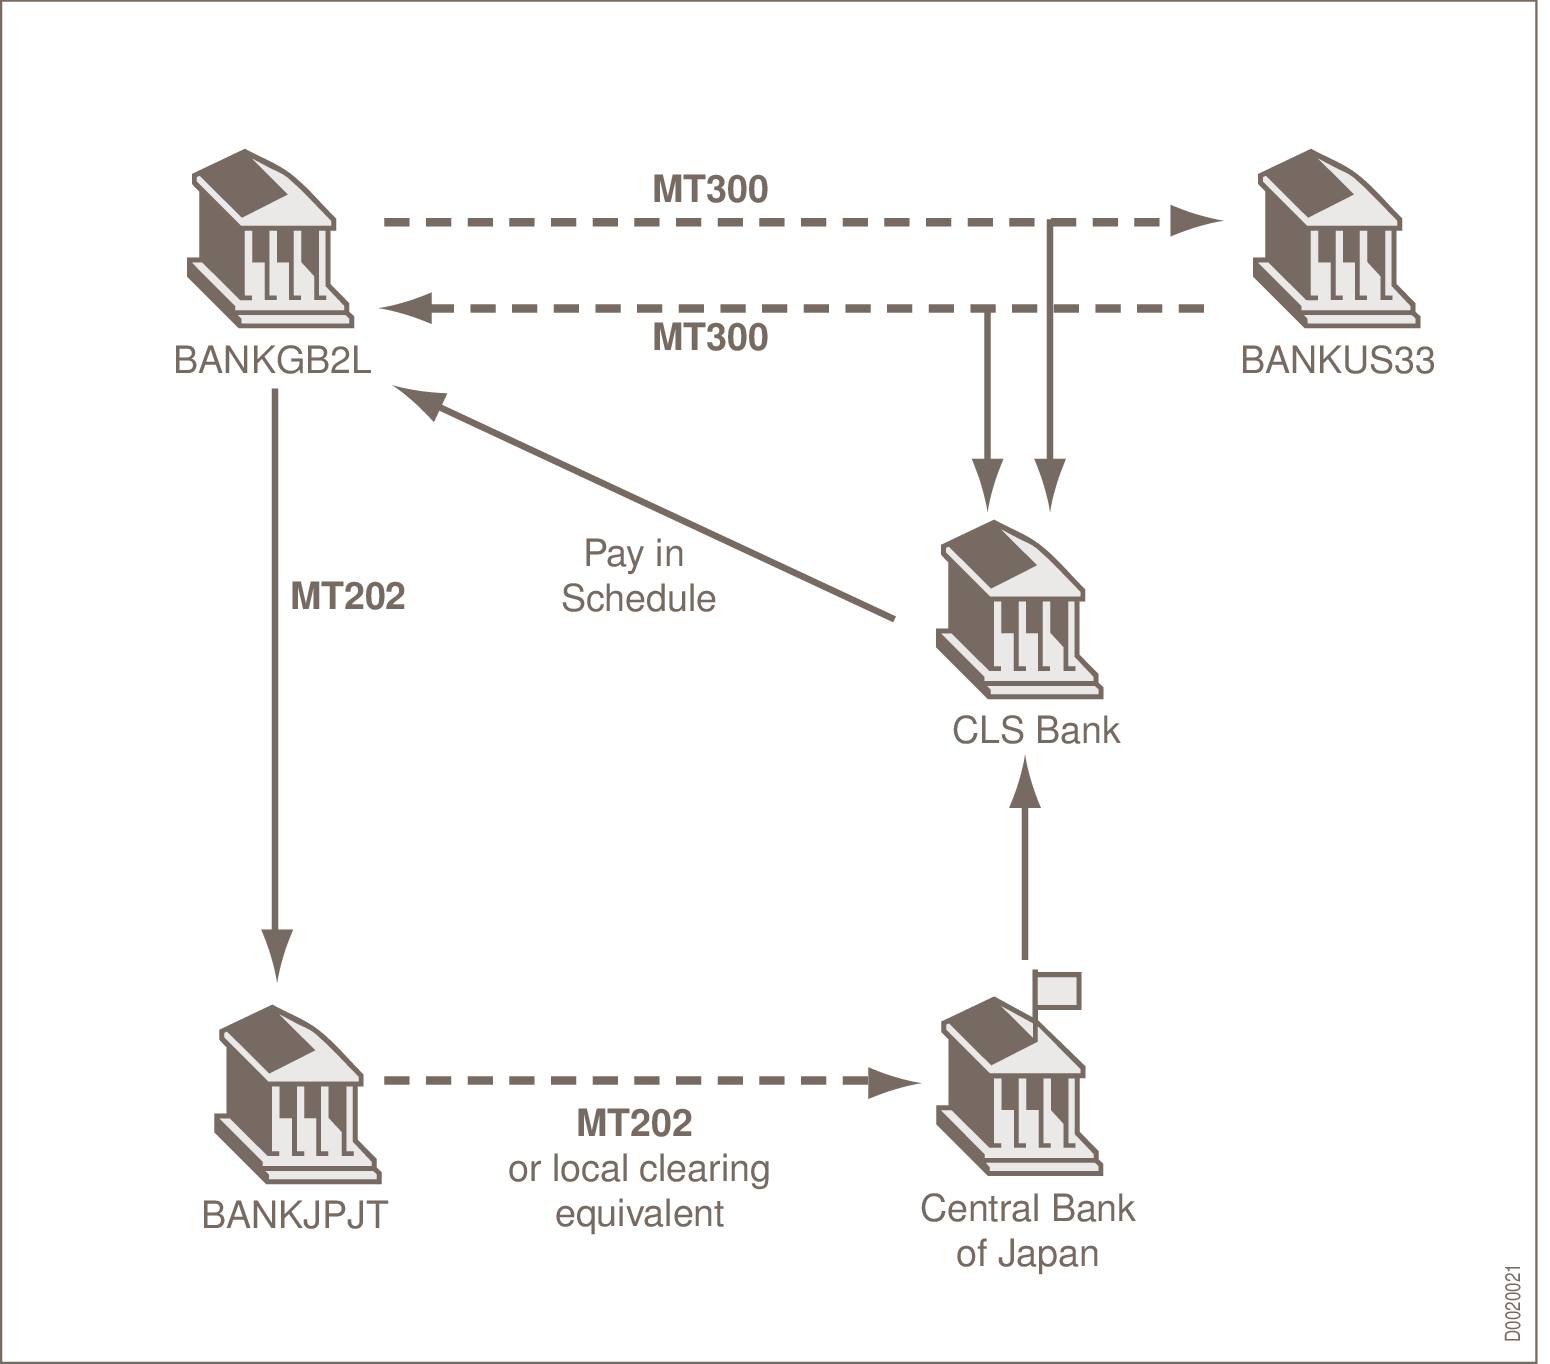 MT300
MT300
BANKGB2L
BANKUS33
Pay in
Schedule
MT202
CLS Bank
MT202
or local clearing
equivalent
BANKJPJT
Central Bank
of Japan
D0020021